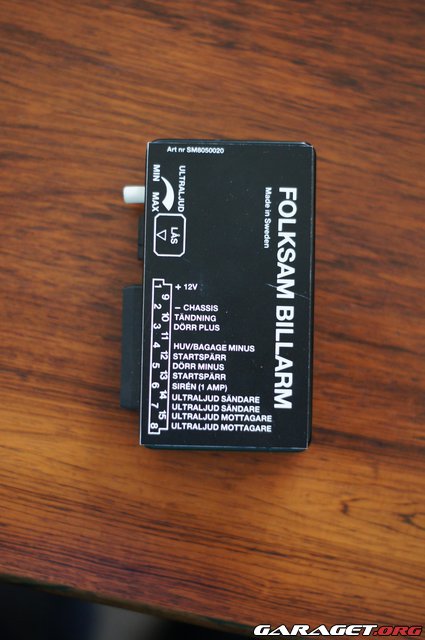 Art nr SM8050020
FOLKSAM BILLARM
Made in Sweden
ULTRALJUD
MIN MAX
LÅS
+ 12V
– CHASSIS
TÄNDNING
DÖRR PLUS
HUV/BAGAGE MINUS
STARTSPÄRR
DÖRR MINUS
STARTSPÄRR
SIRÉN (1 AMP)
ULTRALJUD SÄNDARE
ULTRALJUD SÄNDARE
ULTRALJUD MOTTAGARE
ULTRALJUD MOTTAGARE
9 10 11 12 13 14 15
1 2 3 4 5 6 7 8
GARAGET.ORG